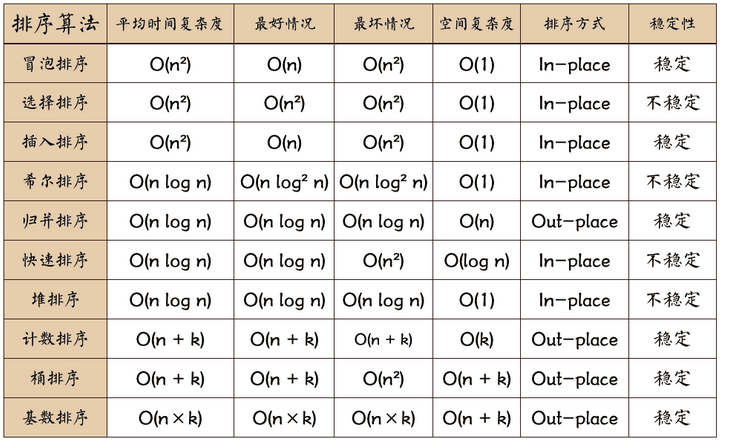 排序算法 平均时间复杂度 最好情况 最坏情况 空间复杂度 排序方式 稳定性
冒泡排序 O(n²) O(n) O(n²) O(1) In-place 稳定
选择排序 O(n²) O(n²) O(n²) O(1) In-place 不稳定
插入排序 O(n²) O(n) O(n²) O(1) In-place 稳定
希尔排序 O(n log n) O(n log² n) O(n log² n) O(1) In-place 不稳定
归并排序 O(n log n) O(n log n) O(n log n) O(n) Out-place 稳定
快速排序 O(n log n) O(n log n) O(n²) O(log n) In-place 不稳定
堆排序 O(n log n) O(n log n) O(n log n) O(1) In-place 不稳定
计数排序 O(n + k) O(n + k) O(n + k) O(k) Out-place 稳定
桶排序 O(n + k) O(n + k) O(n²) O(n + k) Out-place 稳定
基数排序 O(n×k) O(n×k) O(n×k) O(n + k) Out-place 稳定